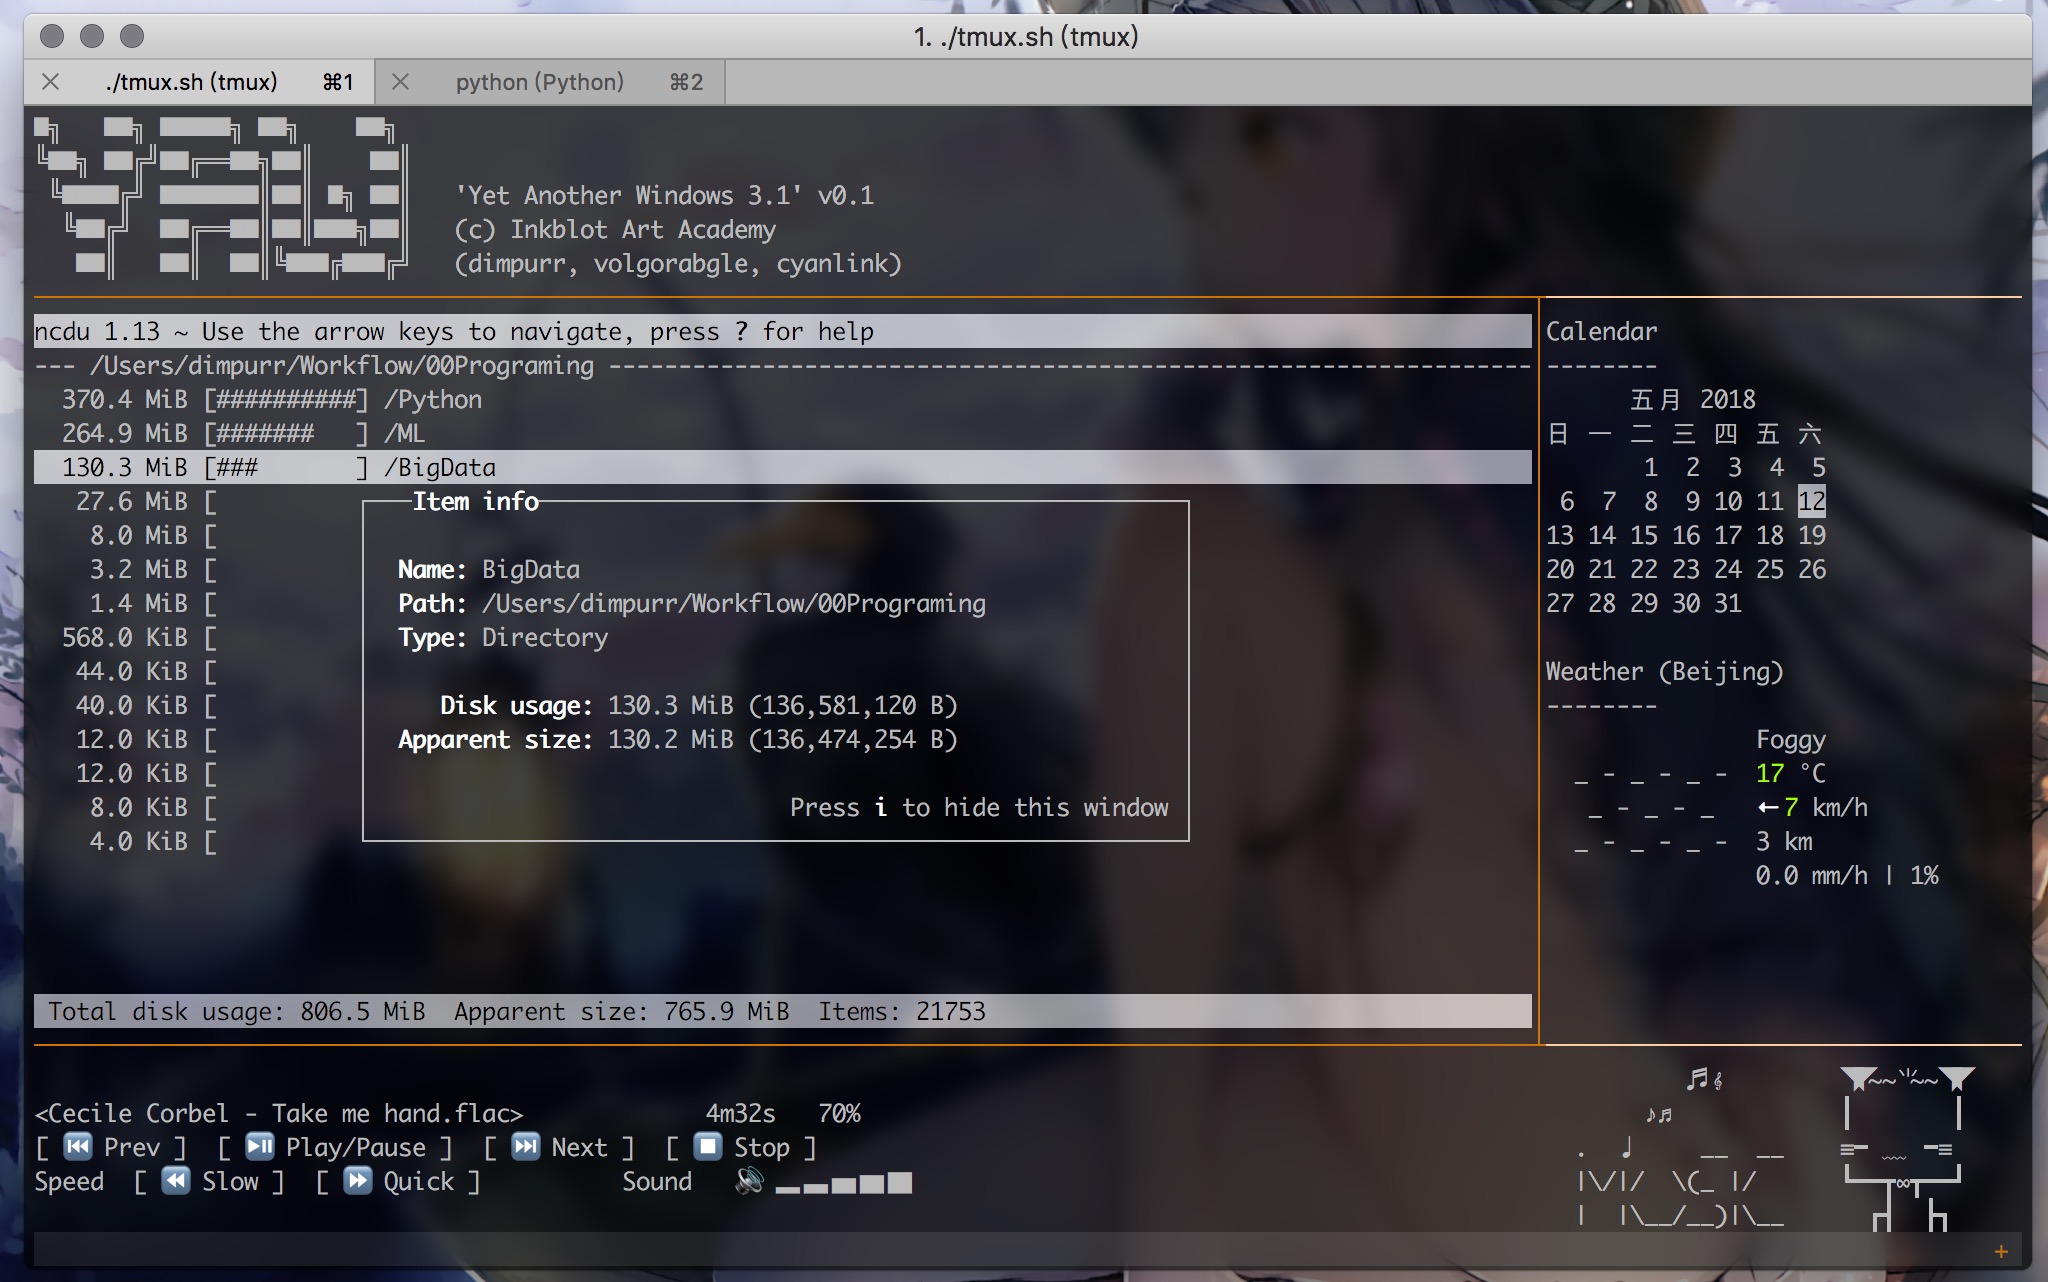 1. ./tmux.sh (tmux)
./tmux.sh (tmux) ⌘1 python (Python) ⌘2
YAW
'Yet Another Windows 3.1' v0.1
(c) Inkblot Art Academy
(dimpurr, volgorabgle, cyanlink)
ncdu 1.13 ~ Use the arrow keys to navigate, press ? for help
--- /Users/dimpurr/Workflow/00Programing ------------------------------------------------------------------
370.4 MiB [##########] /Python
264.9 MiB [#######   ] /ML
130.3 MiB [###       ] /BigData
27.6 MiB [
8.0 MiB [
3.2 MiB [
1.4 MiB [
568.0 KiB [
44.0 KiB [
40.0 KiB [
12.0 KiB [
12.0 KiB [
8.0 KiB [
4.0 KiB [
Item info
Name: BigData
Path: /Users/dimpurr/Workflow/00Programing
Type: Directory
Disk usage: 130.3 MiB (136,581,120 B)
Apparent size: 130.2 MiB (136,474,254 B)
Press i to hide this window
Total disk usage: 806.5 MiB  Apparent size: 765.9 MiB  Items: 21753
Calendar
--------
五月 2018
日 一 二 三 四 五 六
1 2 3 4 5
6 7 8 9 10 11 12
13 14 15 16 17 18 19
20 21 22 23 24 25 26
27 28 29 30 31
Weather (Beijing)
--------
Foggy
_ - _ - _ - 17 °C
_ - _ - _ ←7 km/h
_ - _ - _ - 3 km
0.0 mm/h | 1%
<Cecile Corbel - Take me hand.flac> 4m32s 70%
[ ⏮ Prev ] [ ⏯ Play/Pause ] [ ⏭ Next ] [ ⏹ Stop ]
Speed [ ⏪ Slow ] [ ⏩ Quick ] Sound 🔊
+